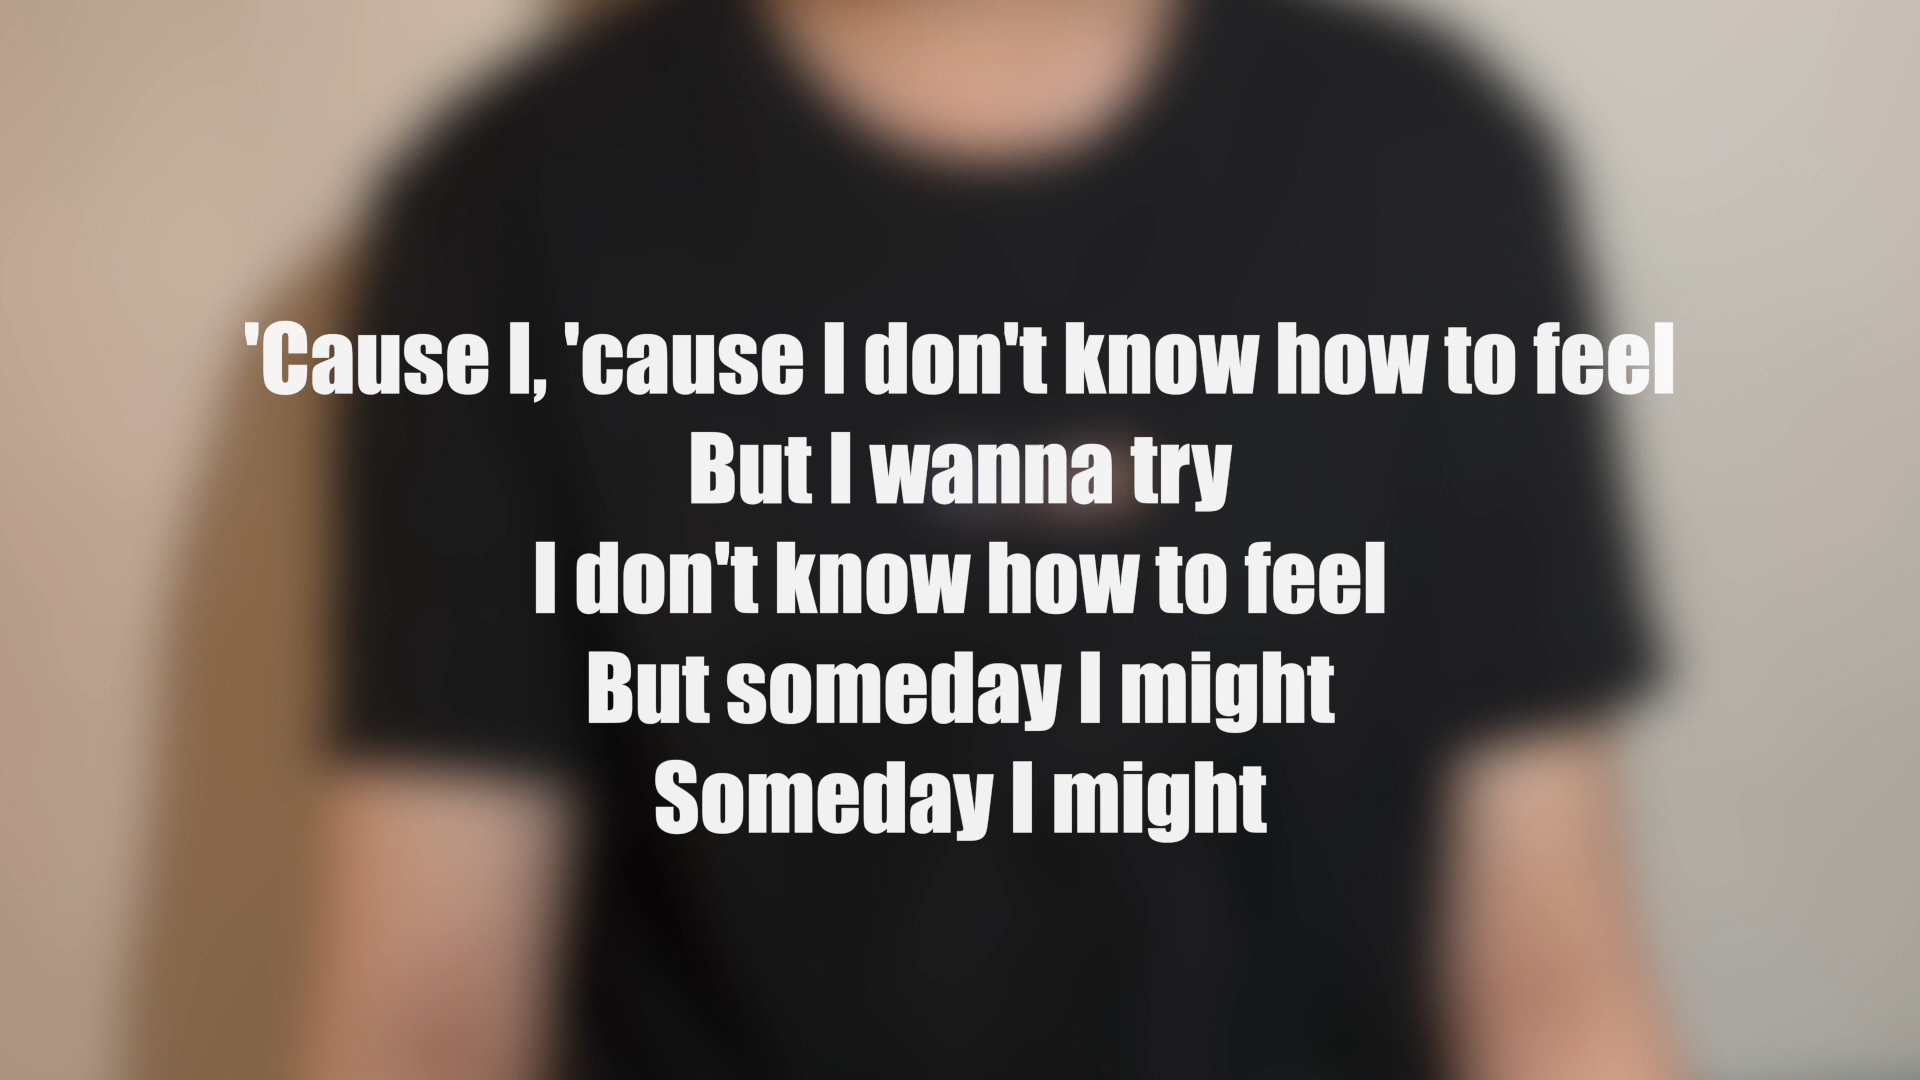 'Cause I, 'cause I don't know how to feel
But I wanna try
I don't know how to feel
But someday I might
Someday I might